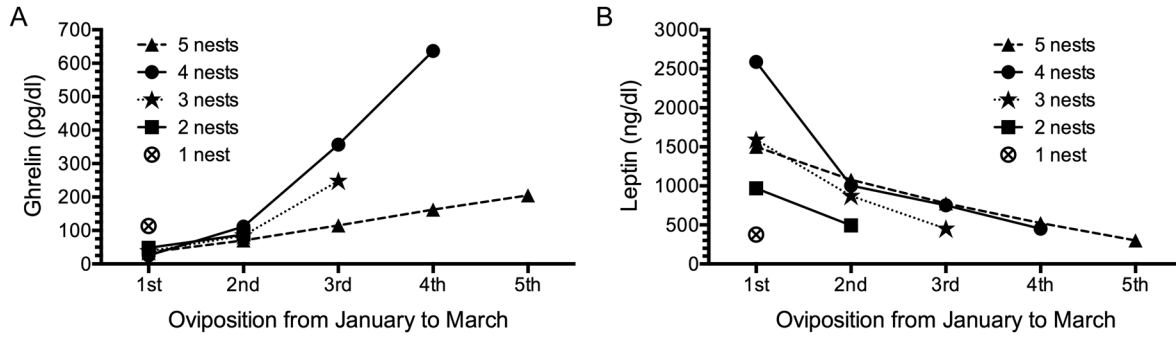 A
Ghrelin (pg/dl)
700
600
500
400
300
200
100
0
5 nests
4 nests
3 nests
2 nests
1 nest
1st 2nd 3rd 4th 5th
Oviposition from January to March
B
Leptin (ng/dl)
3000
2500
2000
1500
1000
500
0
5 nests
4 nests
3 nests
2 nests
1 nest
1st 2nd 3rd 4th 5th
Oviposition from January to March